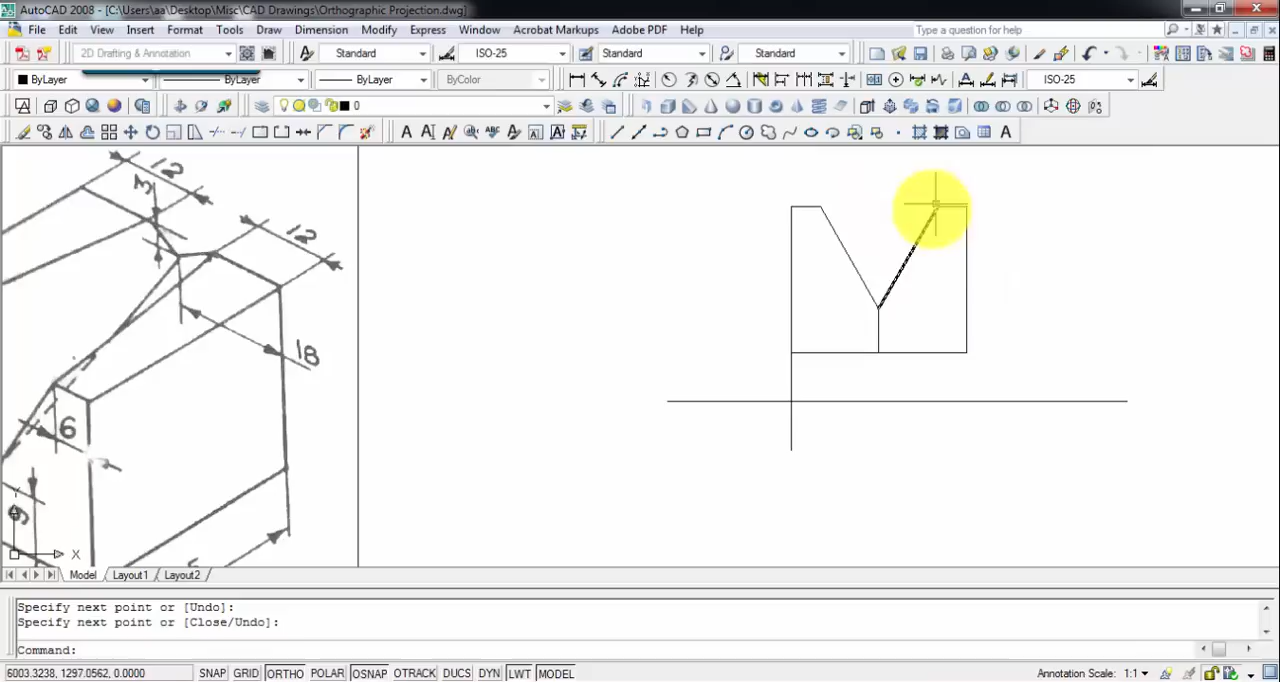 AutoCAD 2008 - [C:\Users\aa\Desktop\Misc\CAD Drawings\Orthographic Projection.dwg]
File Edit View Insert Format Tools Draw Dimension Modify Express Window Acrobat Markups Adobe PDF Help Type a question for help
2D Drafting & Annotation Standard ISO-25 Standard Standard
ByLayer ByLayer ByLayer ByColor ISO-25
0
12
3
12
18
6
9
Y
X
Model Layout1 Layout2
Specify next point or [Undo]:
Specify next point or [Close/Undo]:
Command:
6003.3238, 1297.0562, 0.0000 SNAP GRID ORTHO POLAR OSNAP OTRACK DUCS DYN LWT MODEL Annotation Scale: 1:1